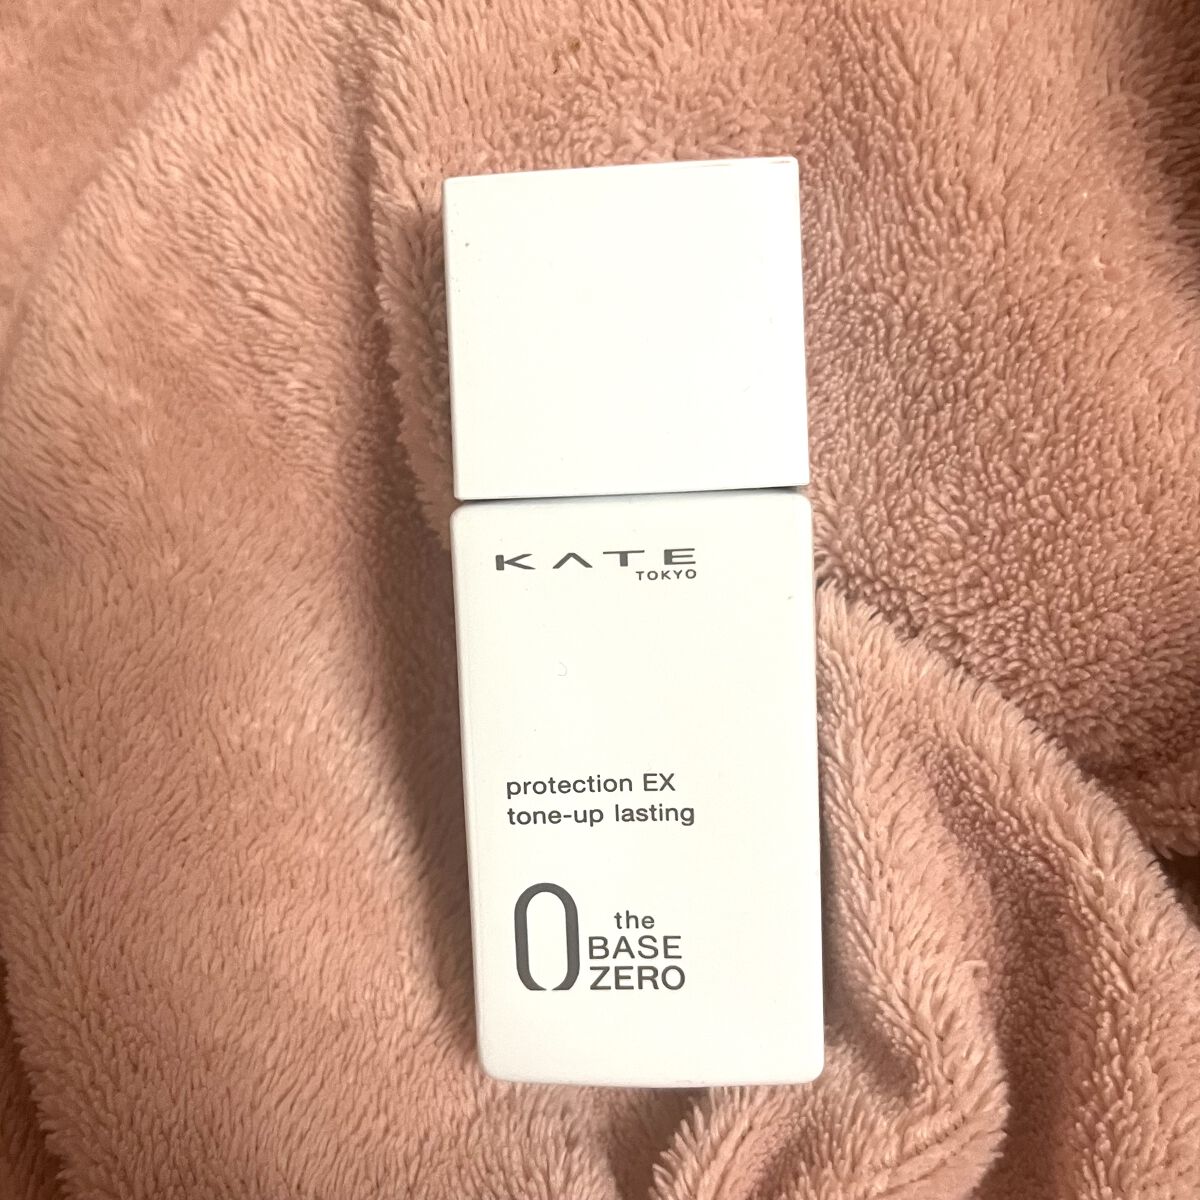 KATE
TOKYO
protection EX
tone-up lasting
0 the
BASE
ZERO